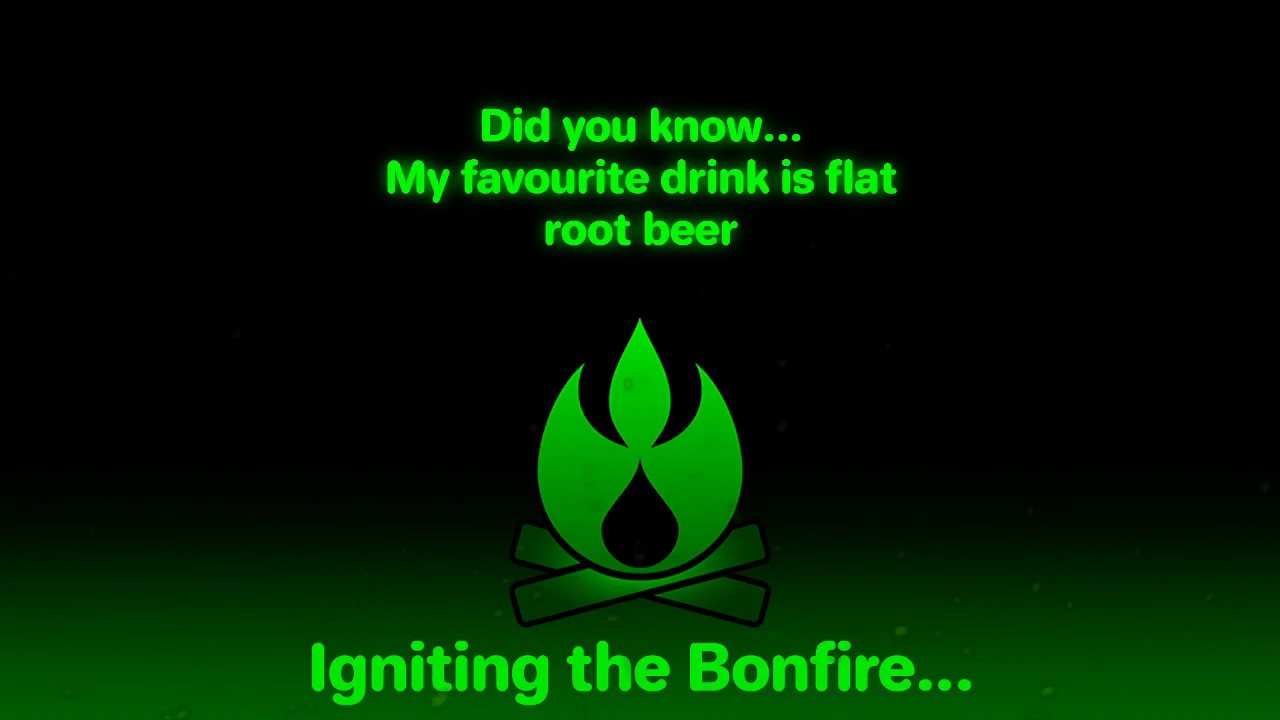 Did you know...
My favourite drink is flat
root beer
Igniting the Bonfire...